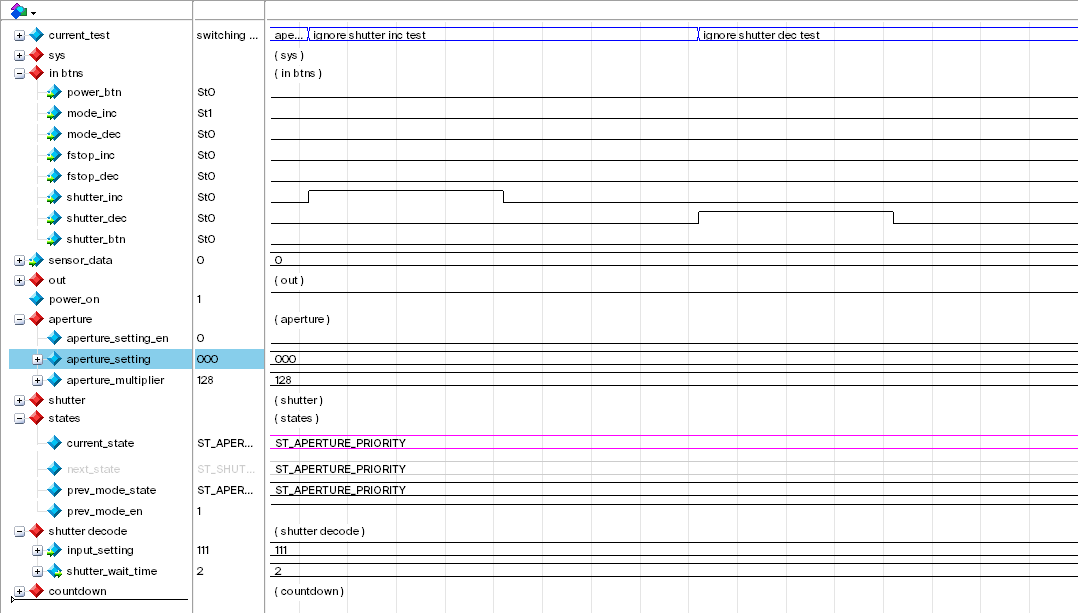 current_test switching ... ape... ignore shutter inc test ignore shutter dec test
sys ( sys )
in btns ( in btns )
power_btn St0
mode_inc St1
mode_dec St0
fstop_inc St0
fstop_dec St0
shutter_inc St0
shutter_dec St0
shutter_btn St0
sensor_data 0 0
out ( out )
power_on 1
aperture ( aperture )
aperture_setting_en 0
aperture_setting 000 000
aperture_multiplier 128 128
shutter ( shutter )
states ( states )
current_state ST_APER... ST_APERTURE_PRIORITY
next_state ST_SHUT... ST_APERTURE_PRIORITY
prev_mode_state ST_APER... ST_APERTURE_PRIORITY
prev_mode_en 1
shutter decode ( shutter decode )
input_setting 111 111
shutter_wait_time 2 2
countdown ( countdown )